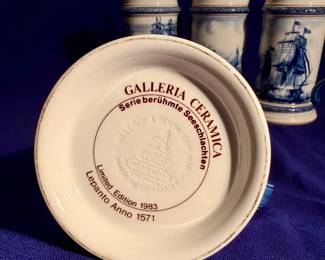 GALLERIA CERAMICA
Serie berühmte Seeschlachten
Limited Edition 1983
Lepanto Anno 1571